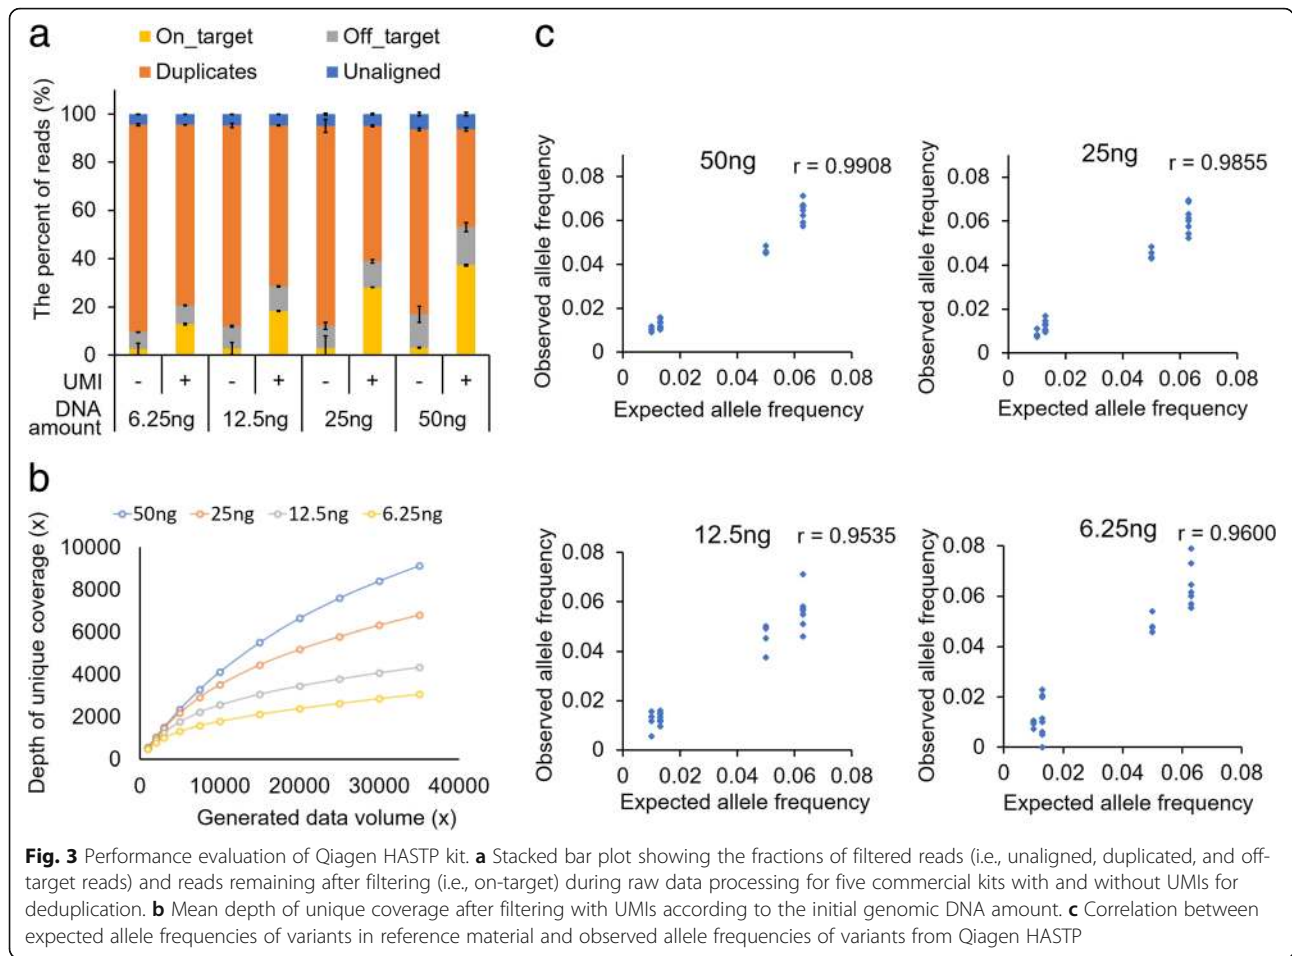 a
On_target
Off_target
Duplicates
Unaligned
The percent of reads (%)
100
80
60
40
20
0
UMI - + - + - + - +
DNA amount 6.25ng 12.5ng 25ng 50ng
b
50ng 25ng 12.5ng 6.25ng
Depth of unique coverage (x)
10000
8000
6000
4000
2000
0
0 10000 20000 30000 40000
Generated data volume (x)
c
50ng r = 0.9908
Observed allele frequency
0.08
0.06
0.04
0.02
0
0 0.02 0.04 0.06 0.08
Expected allele frequency
25ng r = 0.9855
Observed allele frequency
0.08
0.06
0.04
0.02
0
0 0.02 0.04 0.06 0.08
Expected allele frequency
12.5ng r = 0.9535
Observed allele frequency
0.08
0.06
0.04
0.02
0
0 0.02 0.04 0.06 0.08
Expected allele frequency
6.25ng r = 0.9600
Observed allele frequency
0.08
0.06
0.04
0.02
0
0 0.02 0.04 0.06 0.08
Expected allele frequency
Fig. 3 Performance evaluation of Qiagen HASTP kit. a Stacked bar plot showing the fractions of filtered reads (i.e., unaligned, duplicated, and off-
target reads) and reads remaining after filtering (i.e., on-target) during raw data processing for five commercial kits with and without UMIs for
deduplication. b Mean depth of unique coverage after filtering with UMIs according to the initial genomic DNA amount. c Correlation between
expected allele frequencies of variants in reference material and observed allele frequencies of variants from Qiagen HASTP